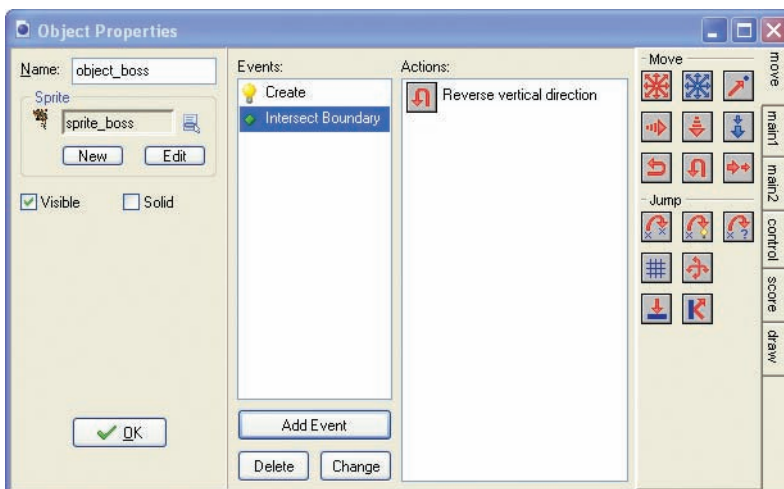 Object Properties
Name: object_boss
Sprite
sprite_boss
New Edit
Visible Solid
OK
Events:
Create
Intersect Boundary
Add Event
Delete Change
Actions:
Reverse vertical direction
Move
Jump
move
main1
main2
control
score
draw